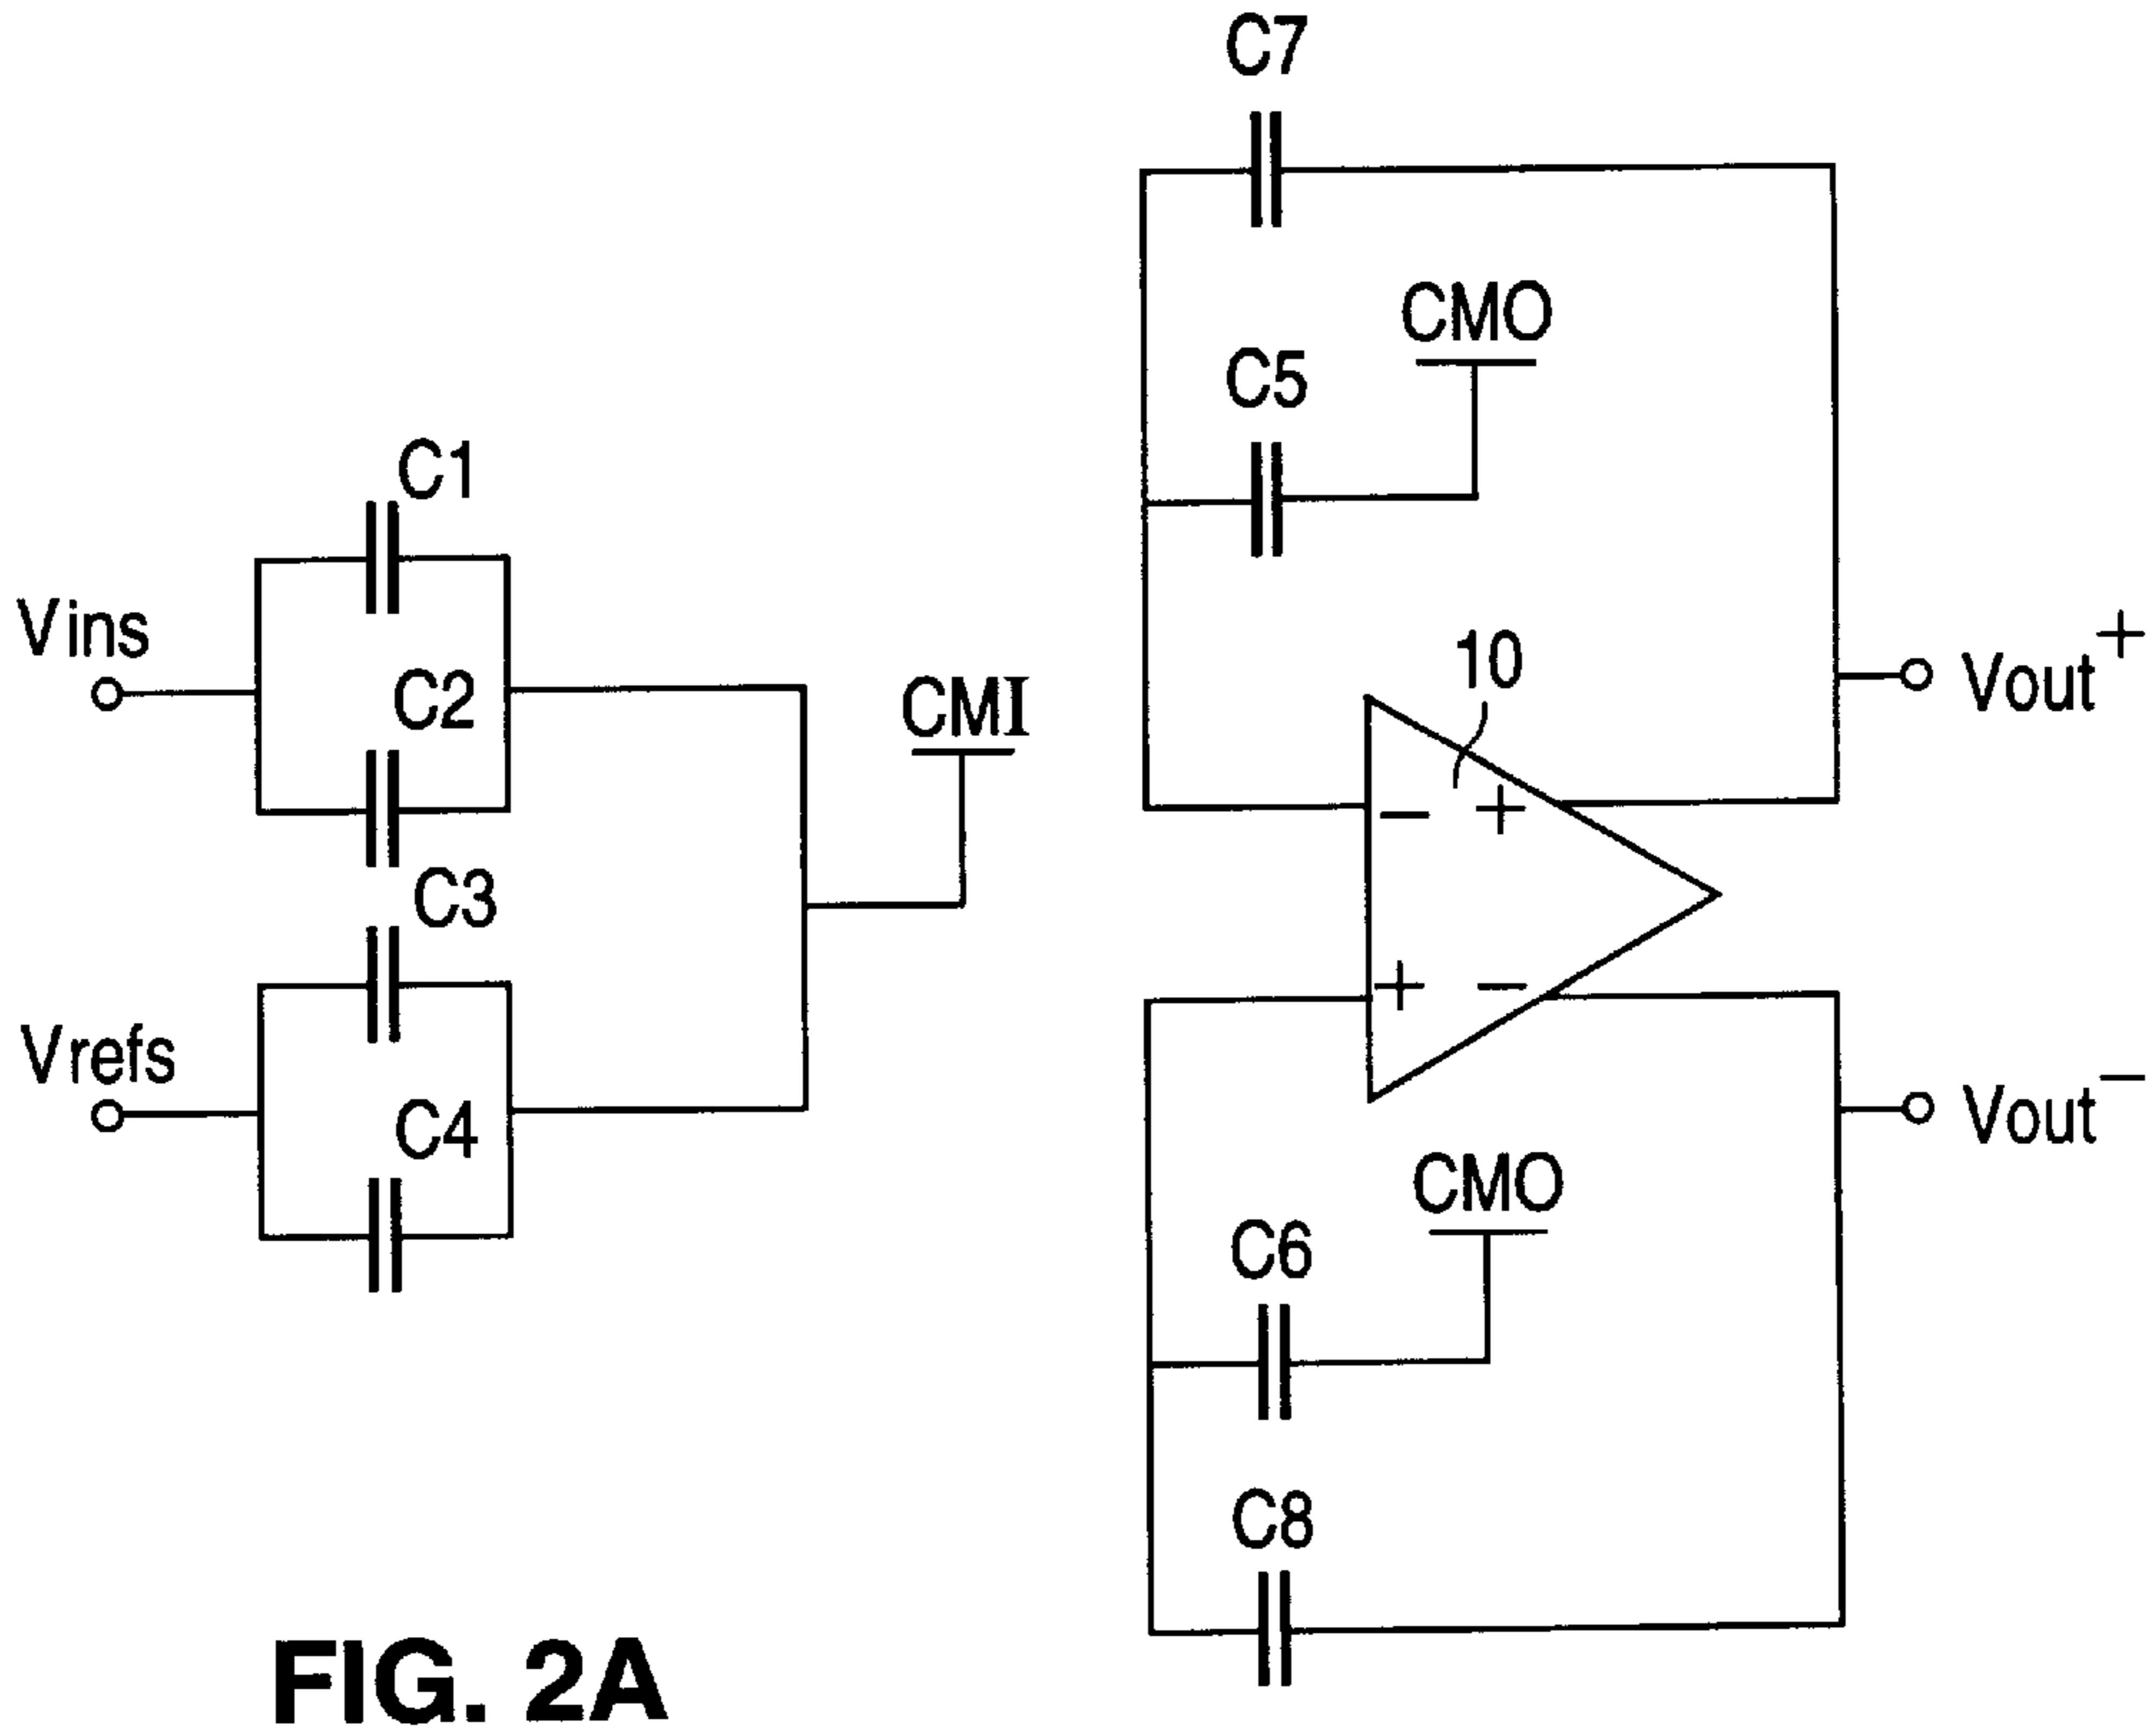 C7
CMO
C5
C1
Vins
10
Vout+
C2
CMI
−
+
C3
+
−
Vrefs
C4
Vout−
CMO
C6
C8
FIG. 2A